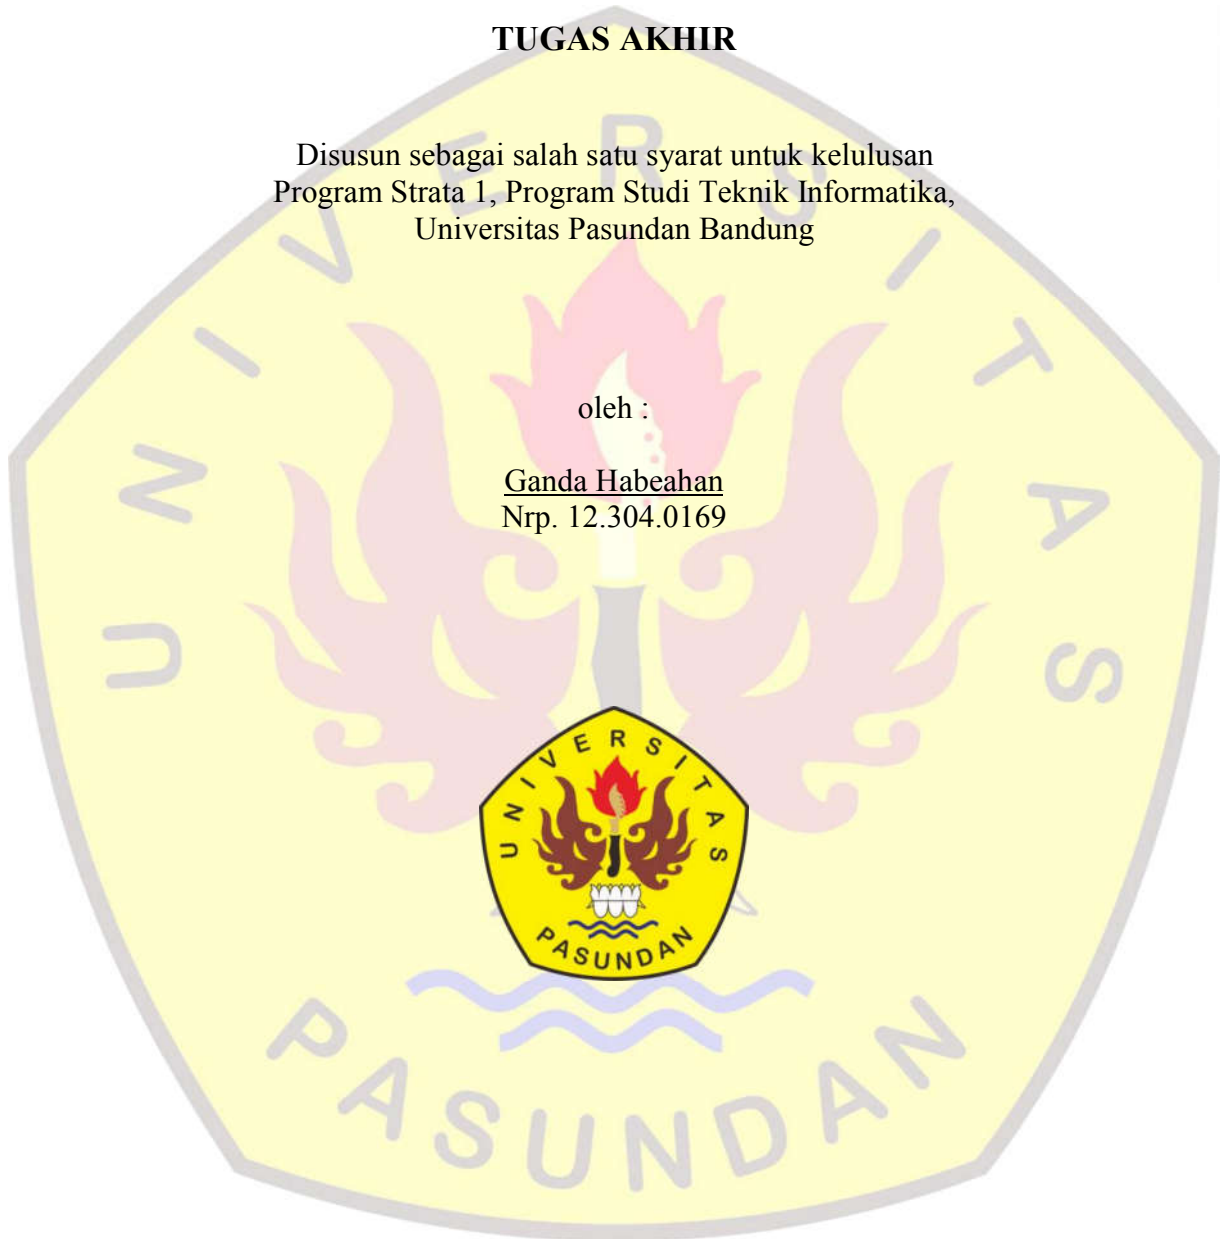 TUGAS AKHIR
Disusun sebagai salah satu syarat untuk kelulusan
Program Strata 1, Program Studi Teknik Informatika,
Universitas Pasundan Bandung
oleh :
Ganda Habeahan
Nrp. 12.304.0169
UNIVERSITAS
PASUNDAN
UNIVERSITAS
PASUNDAN